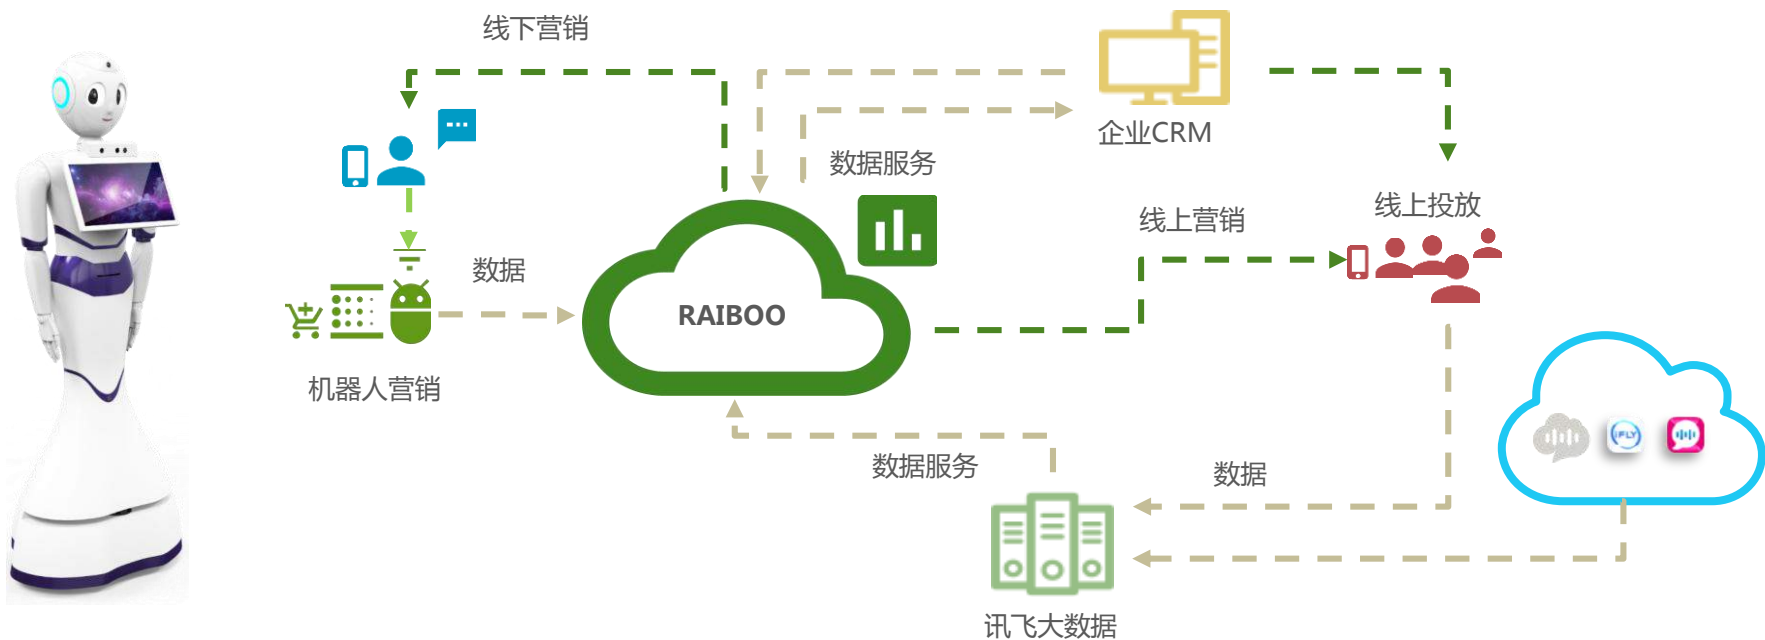 线下营销
企业CRM
数据服务
线上投放
线上营销
数据
RAIBOO
机器人营销
iFLY
数据服务
数据
讯飞大数据